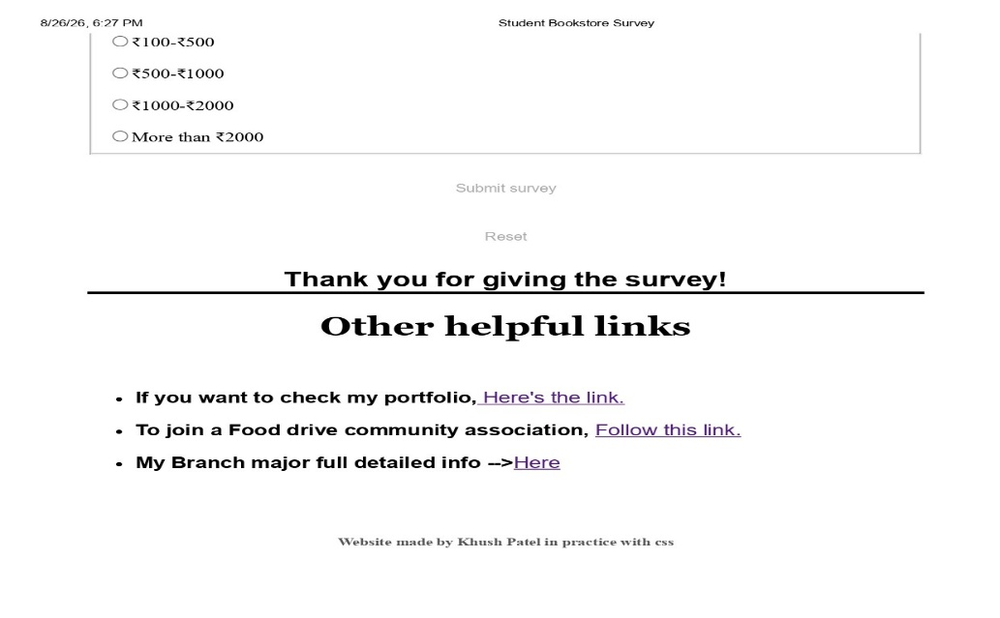 8/26/26, 6:27 PM Student Bookstore Survey
₹100-₹500
₹500-₹1000
₹1000-₹2000
More than ₹2000
Submit survey
Reset
Thank you for giving the survey!
Other helpful links
• If you want to check my portfolio, Here's the link.
• To join a Food drive community association, Follow this link.
• My Branch major full detailed info -->Here
Website made by Khush Patel in practice with css